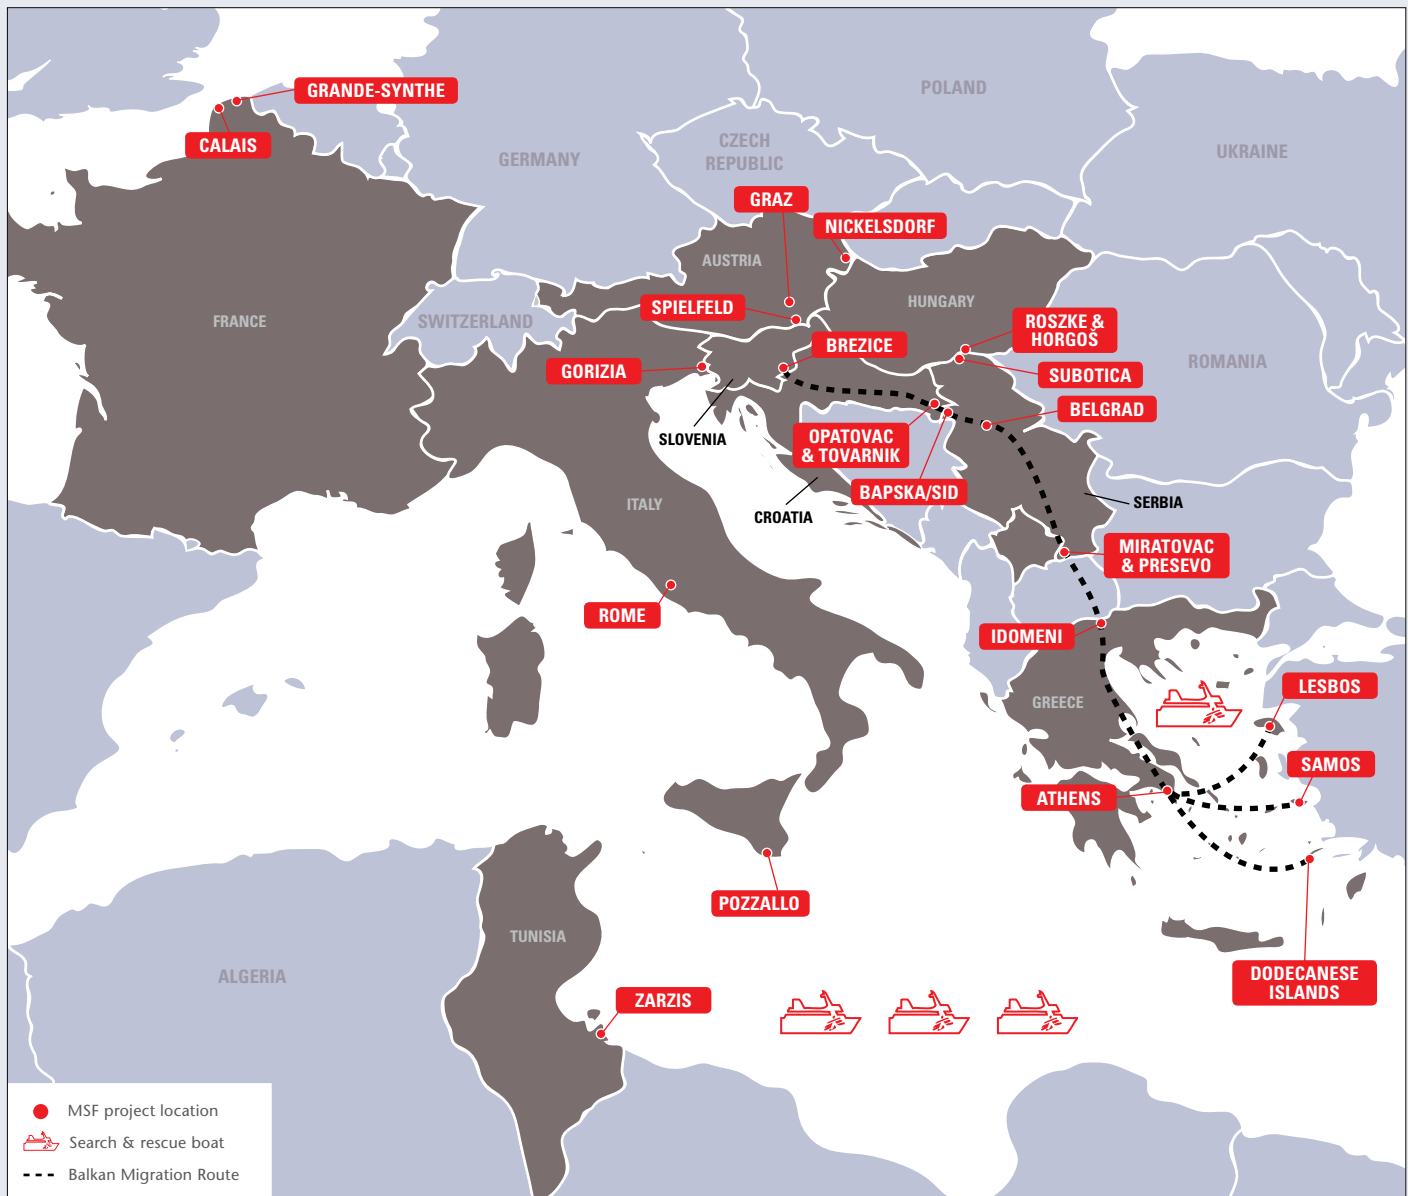 GRANDE-SYNTHE
CALAIS
POLAND
CZECH
REPUBLIC
GERMANY
UKRAINE
GRAZ
NICKELSDORF
AUSTRIA
HUNGARY
SPIELFELD
FRANCE
SWITZERLAND
ROSZKE &
HORGOS
BREZICE
ROMANIA
GORIZIA
SUBOTICA
BELGRAD
SLOVENIA
OPATOVAC
& TOVARNIK
BAPSKA/SID
ITALY
SERBIA
CROATIA
MIRATOVAC
& PRESEVO
ROME
IDOMENI
LESBOS
GREECE
SAMOS
ATHENS
POZZALLO
TUNISIA
ALGERIA
DODECANESE
ISLANDS
ZARZIS
MSF project location
Search & rescue boat
Balkan Migration Route